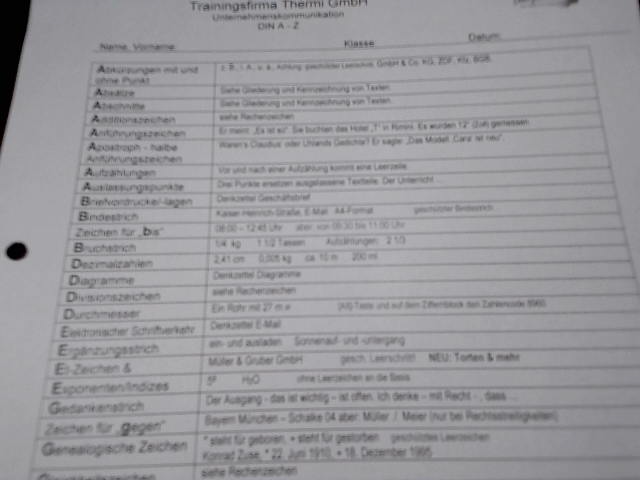 Trainingsfirma Thermi GmbH
Unternehmenskommunikation
DIN A - Z
Name, Vorname
Klasse
Datum:
Abkürzungen mit und ohne Punkt
z. B., i. A., u. a., Achtung: geschützter Leerschritt, GmbH & Co. KG, ZDF, Kfz, BGB
Absätze
Siehe Gliederung und Kennzeichnung von Texten.
Abschnitte
Siehe Gliederung und Kennzeichnung von Texten.
Additionszeichen
siehe Rechenzeichen
Anführungszeichen
Er meint: „Es ist so“. Sie buchten das Hotel „T“ in Rimini. Es wurden 12" (Zoll) gemessen.
Apostroph - halbe Anführungszeichen
Waren's Claudius' oder Uhlands Gedichte? Er sagte: „Das Modell ‚Cara' ist neu“.
Aufzählungen
Vor und nach einer Aufzählung kommt eine Leerzeile.
Auslassungspunkte
Drei Punkte ersetzen ausgelassene Textteile: Der Unterricht ...
Briefvordrucke/-lagen
Denkzettel Geschäftsbrief
Bindestrich
Kaiser-Heinrich-Straße, E-Mail A4-Format geschützter Bindestrich...
Zeichen für „bis“
08:00 – 12:45 Uhr aber: von 09:30 bis 11:00 Uhr
Bruchstrich
1/4 kg 1 1/2 Tassen Aufzählungen: 2 1/3
Dezimalzahlen
2,41 cm 0,005 kg ca. 10 m 200 ml
Diagramme
Denkzettel Diagramme
Divisionszeichen
siehe Rechenzeichen
Durchmesser
Ein Rohr mit 27 m ø [Alt]-Taste und auf dem Ziffernblock den Zahlencode 8960.
Elektronischer Schriftverkehr
Denkzettel E-Mail
Ergänzungsstrich
ein- und ausladen Sonnenauf- und -untergang
Et-Zeichen &
Müller & Gruber GmbH gesch. Leerschritt NEU: Torten & mehr
Exponenten/Indizes
5² H₂O ohne Leerzeichen an die Basis
Gedankenstrich
Der Ausgang - das ist wichtig – ist offen. Ich denke – mit Recht - , dass ...
Zeichen für „gegen“
Bayern München – Schalke 04 aber: Müller / Meier (nur bei Rechtsstreitigkeiten)
Genealogische Zeichen
* steht für geboren, + steht für gestorben geschütztes Leerzeichen
Konrad Zuse, * 22. Juni 1910, + 18. Dezember 1995
siehe Rechenzeichen